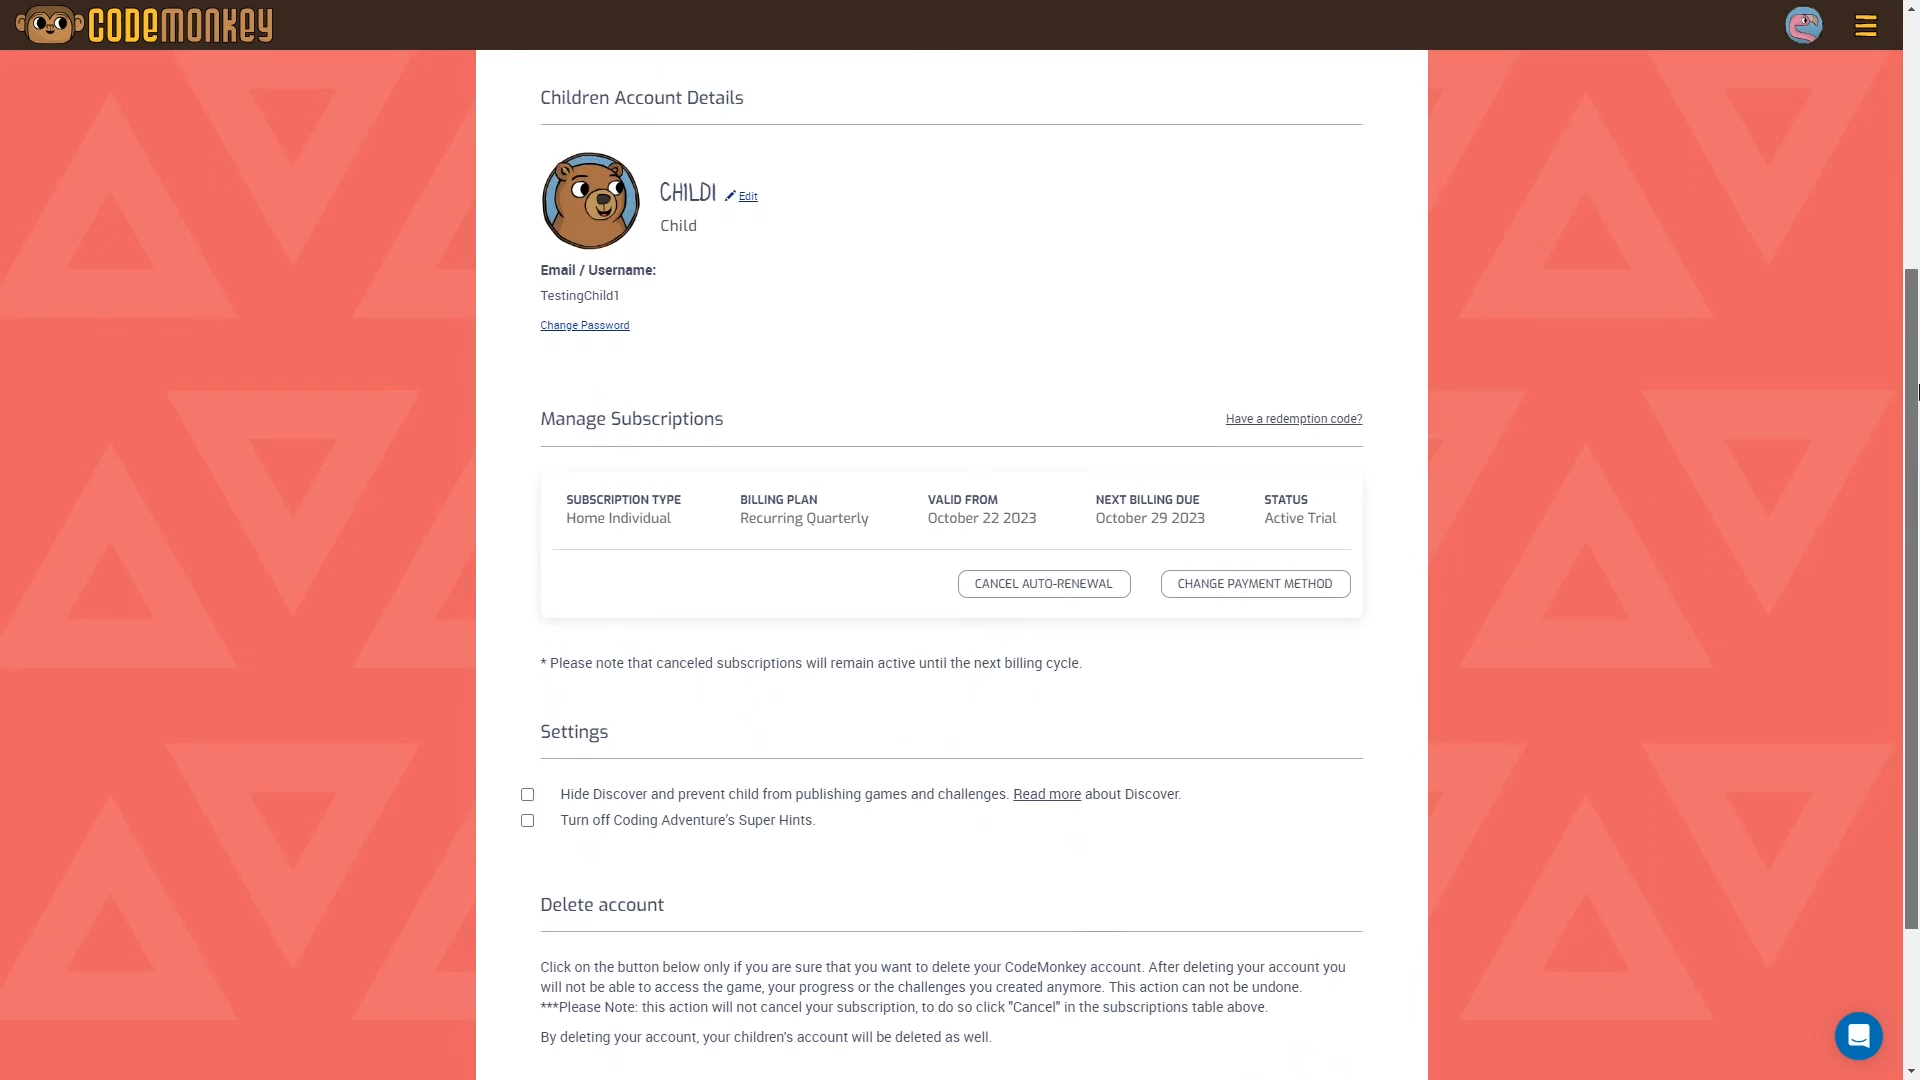 CODEMONKEY
Children Account Details
CHILDI Edit
Child
Email / Username:
TestingChild1
Change Password
Manage Subscriptions Have a redemption code?
SUBSCRIPTION TYPE BILLING PLAN VALID FROM NEXT BILLING DUE STATUS
Home Individual Recurring Quarterly October 22 2023 October 29 2023 Active Trial
CANCEL AUTO-RENEWAL CHANGE PAYMENT METHOD
* Please note that canceled subscriptions will remain active until the next billing cycle.
Settings
Hide Discover and prevent child from publishing games and challenges. Read more about Discover.
Turn off Coding Adventure's Super Hints.
Delete account
Click on the button below only if you are sure that you want to delete your CodeMonkey account. After deleting your account you
will not be able to access the game, your progress or the challenges you created anymore. This action can not be undone.
***Please Note: this action will not cancel your subscription, to do so click "Cancel" in the subscriptions table above.
By deleting your account, your children's account will be deleted as well.